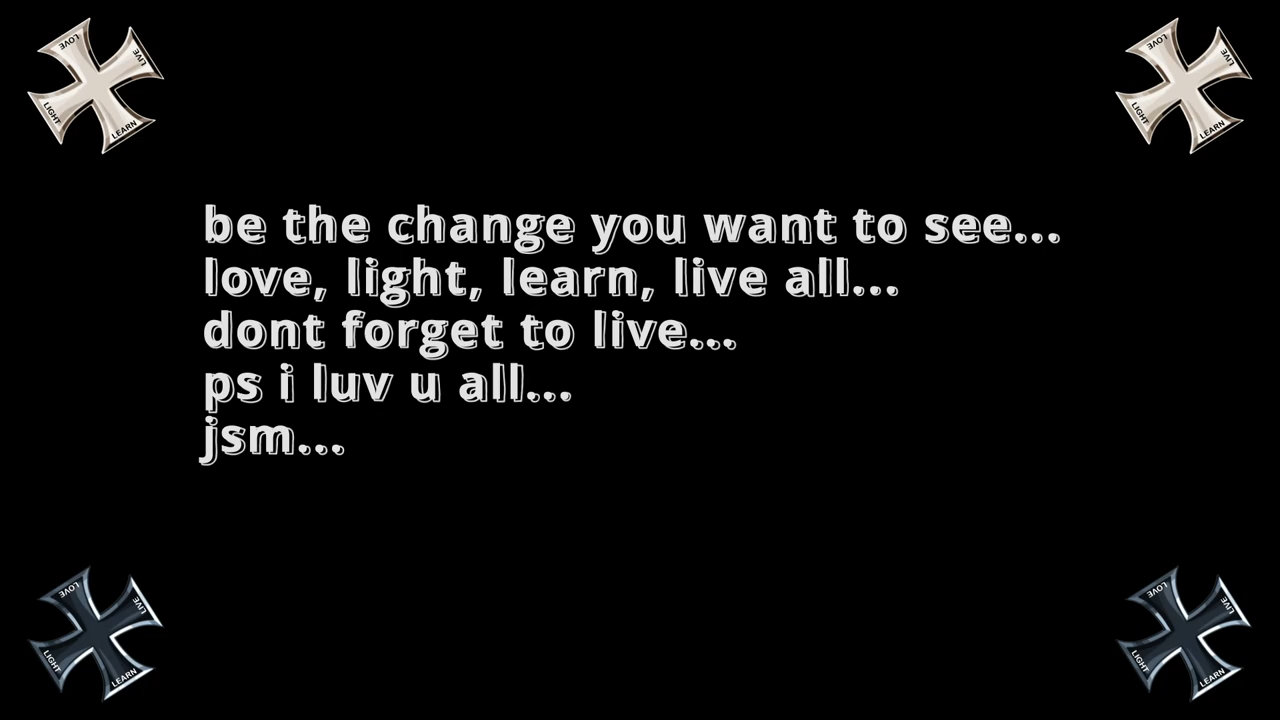 LOVE LIVE
LIGHT LEARN
LOVE LIVE
LIGHT LEARN
be the change you want to see...
love, light, learn, live all...
dont forget to live...
ps i luv u all...
jsm...
LOVE LIVE
LIGHT LEARN
LOVE LIVE
LIGHT LEARN